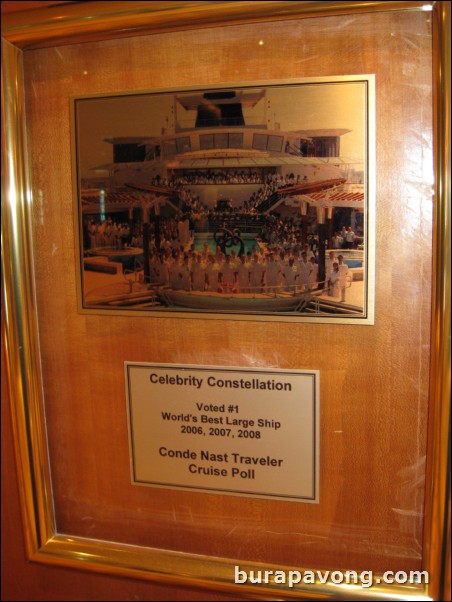 Celebrity Constellation
Voted #1
World's Best Large Ship
2006, 2007, 2008
Conde Nast Traveler
Cruise Poll
burapavong.com